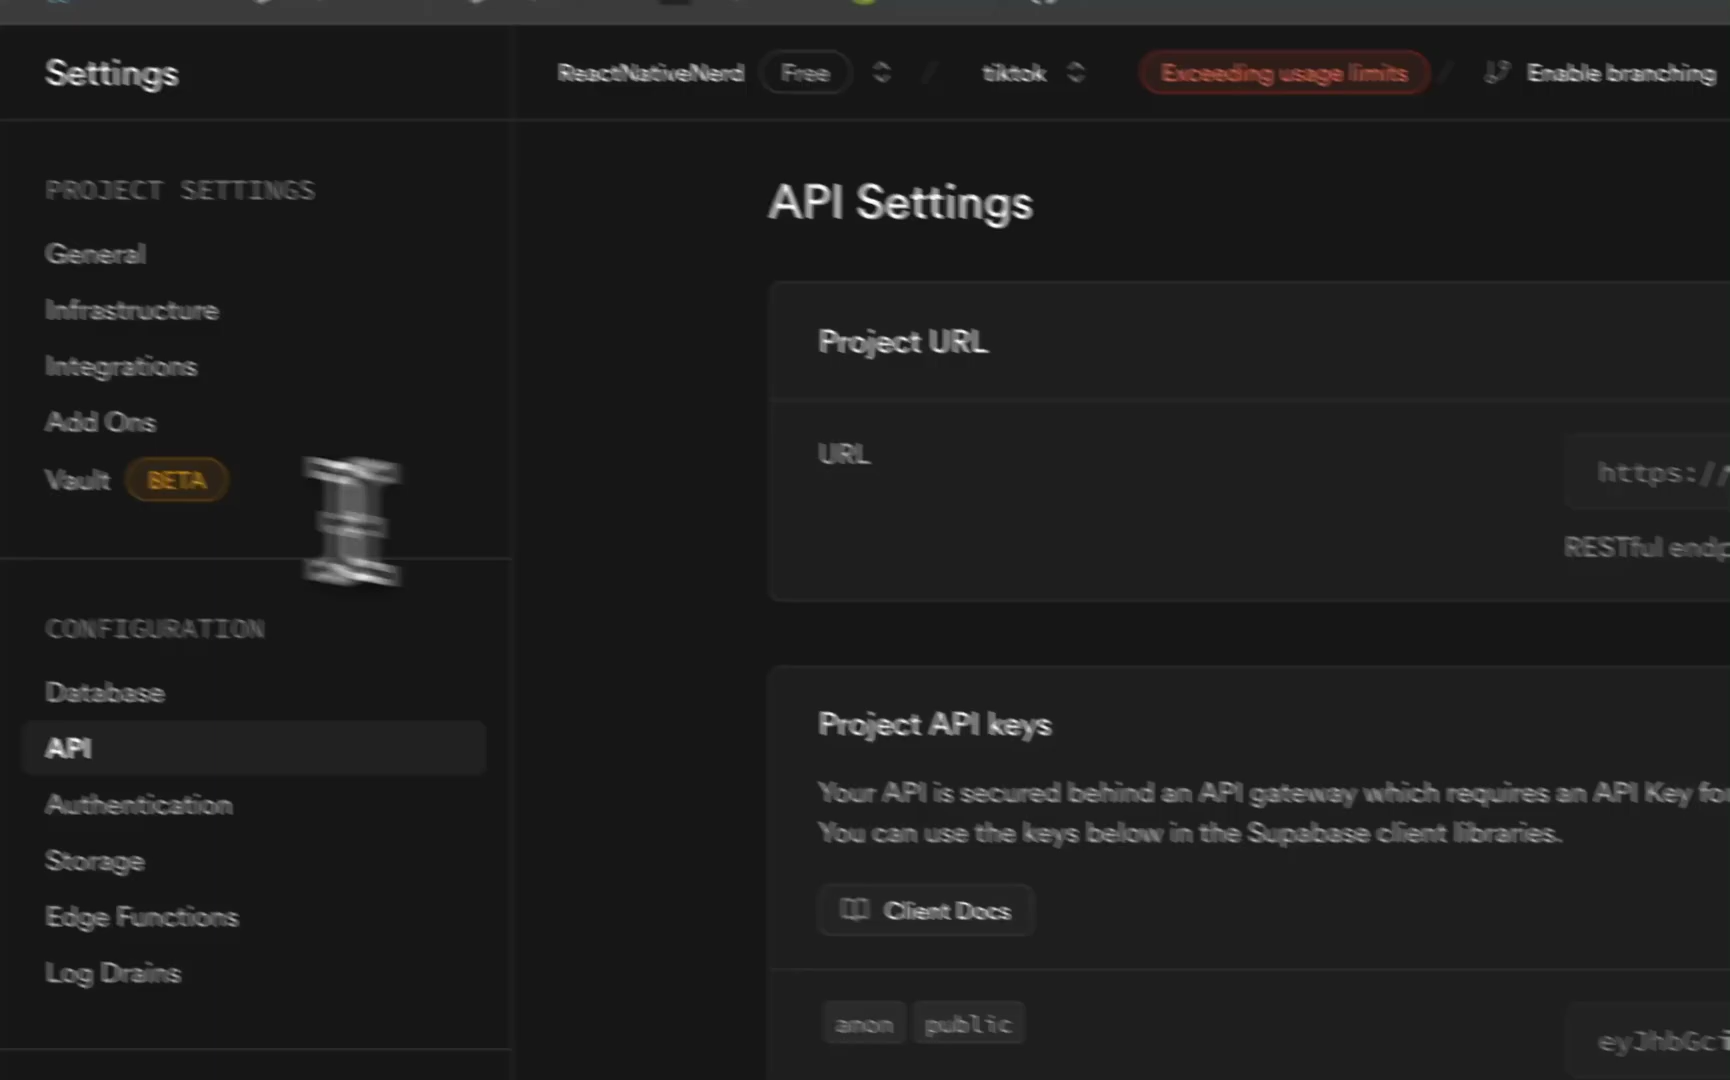 Settings
ReactNativeNerd Free / tiktok Exceeding usage limits / Enable branching
PROJECT SETTINGS
General
Infrastructure
Integrations
Add Ons
Vault BETA
CONFIGURATION
Database
API
Authentication
Storage
Edge Functions
Log Drains
API Settings
Project URL
URL
https://
RESTful endp
Project API keys
Your API is secured behind an API gateway which requires an API Key for
You can use the keys below in the Supabase client libraries.
Client Docs
anon public
eyJhbGci